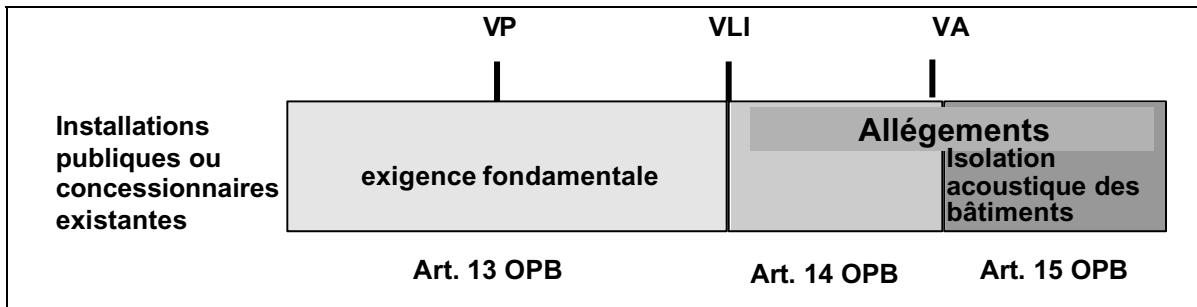 VP VLI VA
Installations
publiques ou
concessionnaires
existantes
exigence fondamentale
Allégements
Isolation
acoustique des
bâtiments
Art. 13 OPB Art. 14 OPB Art. 15 OPB